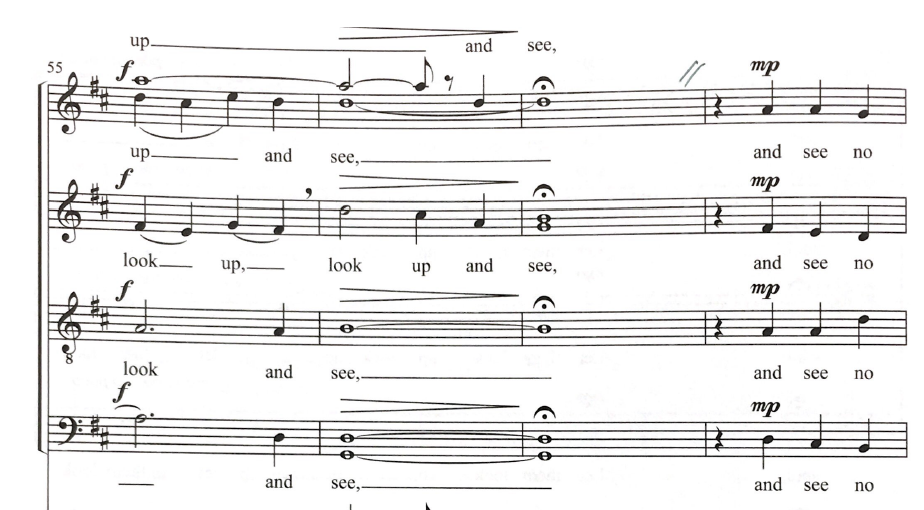 up and see,
55 f mp
up and see, and see no
f mp
look up, look up and see, and see no
f mp
8
look and see, and see no
f mp
and see, and see no